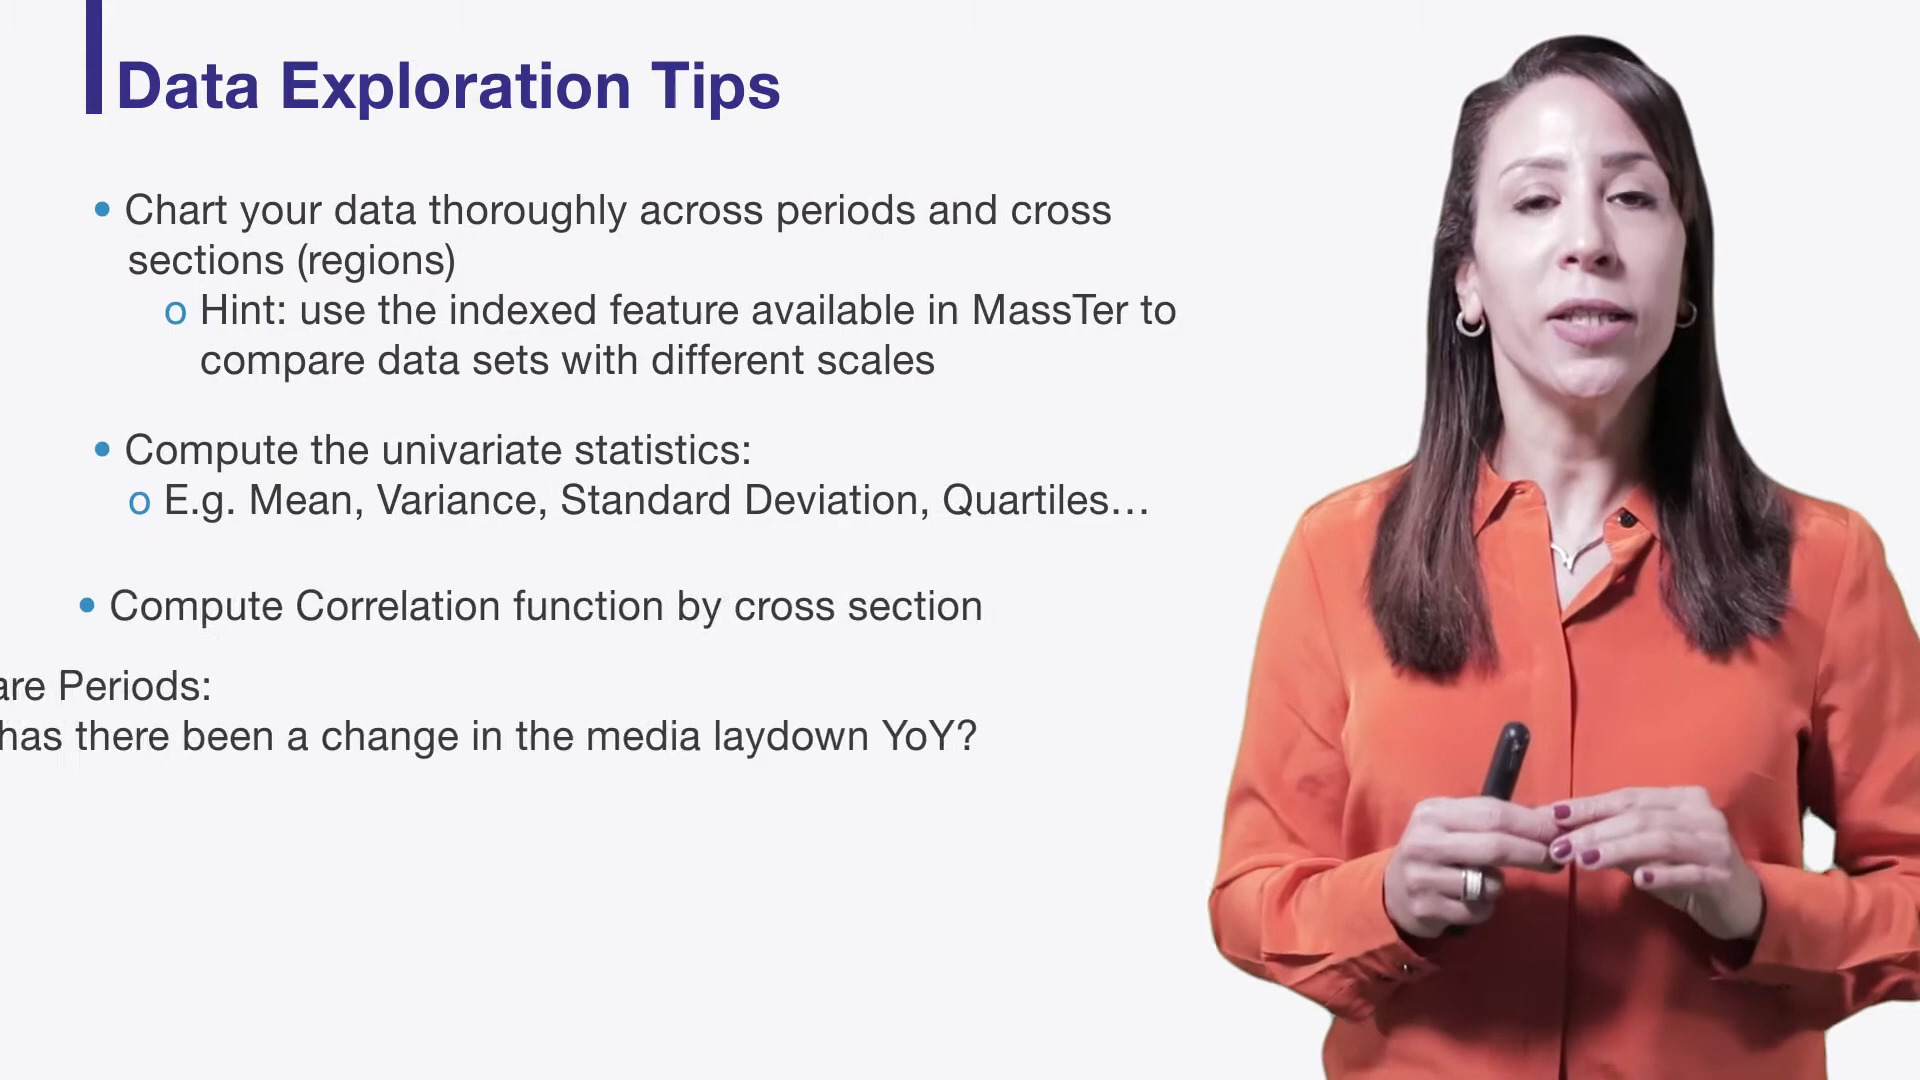 Data Exploration Tips
• Chart your data thoroughly across periods and cross
sections (regions)
o Hint: use the indexed feature available in MassTer to
compare data sets with different scales
• Compute the univariate statistics:
o E.g. Mean, Variance, Standard Deviation, Quartiles…
• Compute Correlation function by cross section
are Periods:
has there been a change in the media laydown YoY?